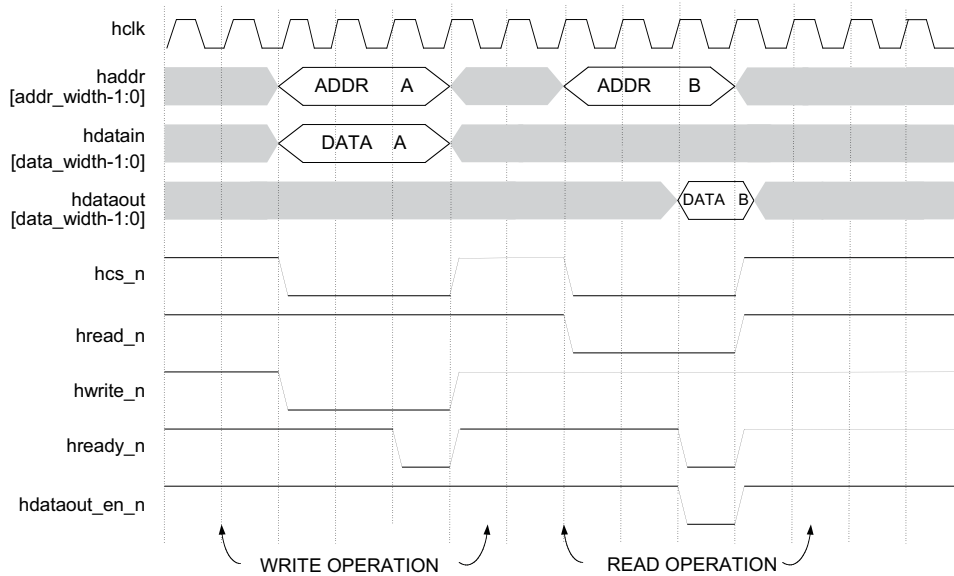 hclk
haddr
[addr_width-1:0]
ADDR A
ADDR B
hdatain
[data_width-1:0]
DATA A
hdataout
[data_width-1:0]
DATA B
hcs_n
hread_n
hwrite_n
hready_n
hdataout_en_n
WRITE OPERATION
READ OPERATION